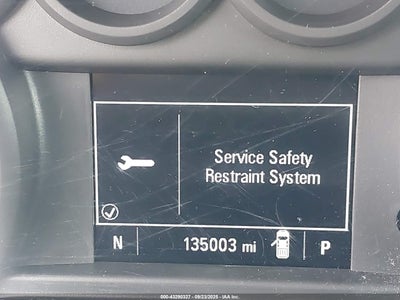 Service Safety
Restraint System
N 135003 mi P
000-43290337 - 09/23/2025 - IAA Inc.